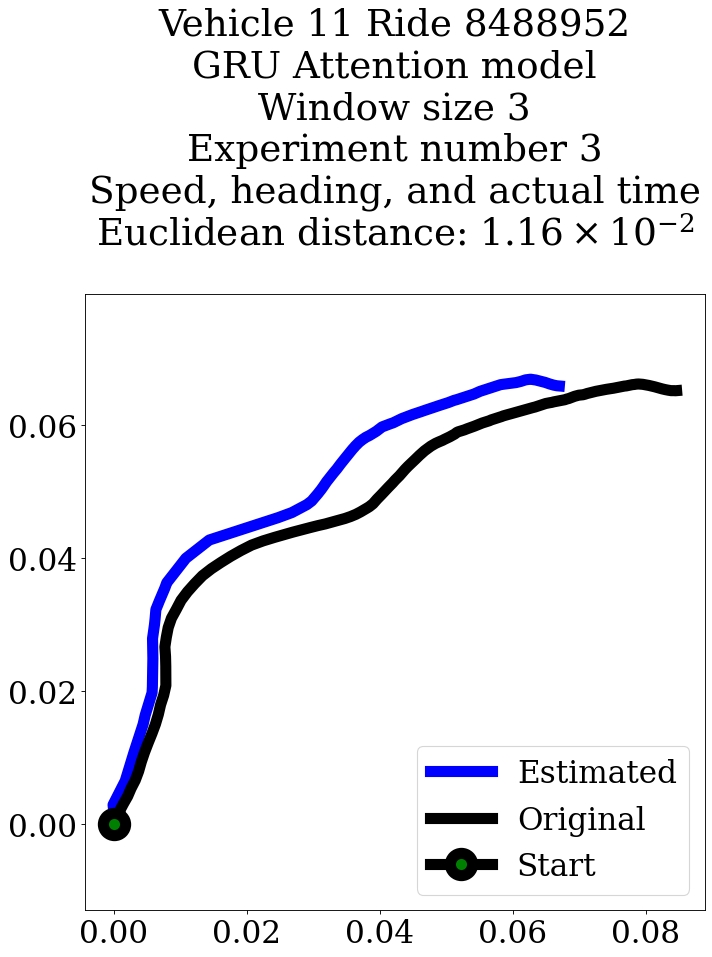 Vehicle 11 Ride 8488952
GRU Attention model
Window size 3
Experiment number 3
Speed, heading, and actual time
Euclidean distance: 1.16 × 10⁻²
0.06
0.04
0.02
0.00
Estimated
Original
Start
0.00 0.02 0.04 0.06 0.08